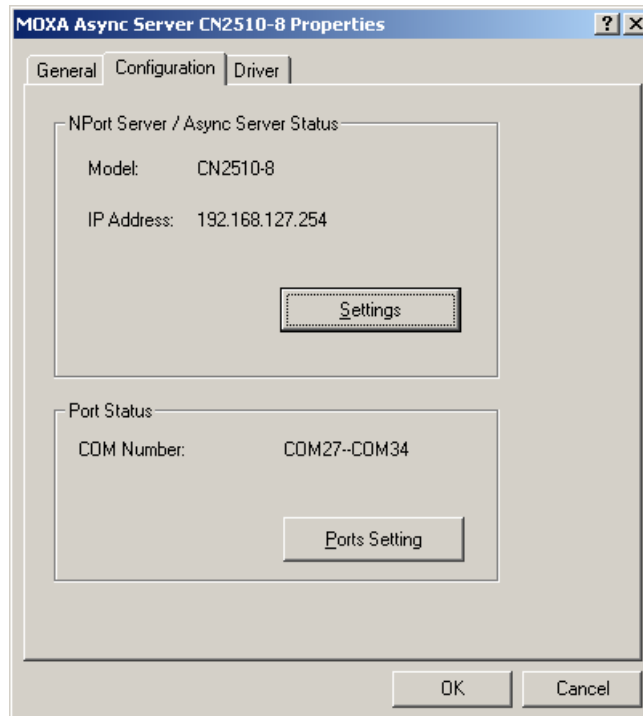 MOXA Async Server CN2510-8 Properties
General Configuration Driver
NPort Server / Async Server Status
Model: CN2510-8
IP Address: 192.168.127.254
Settings
Port Status
COM Number: COM27--COM34
Ports Setting
OK Cancel